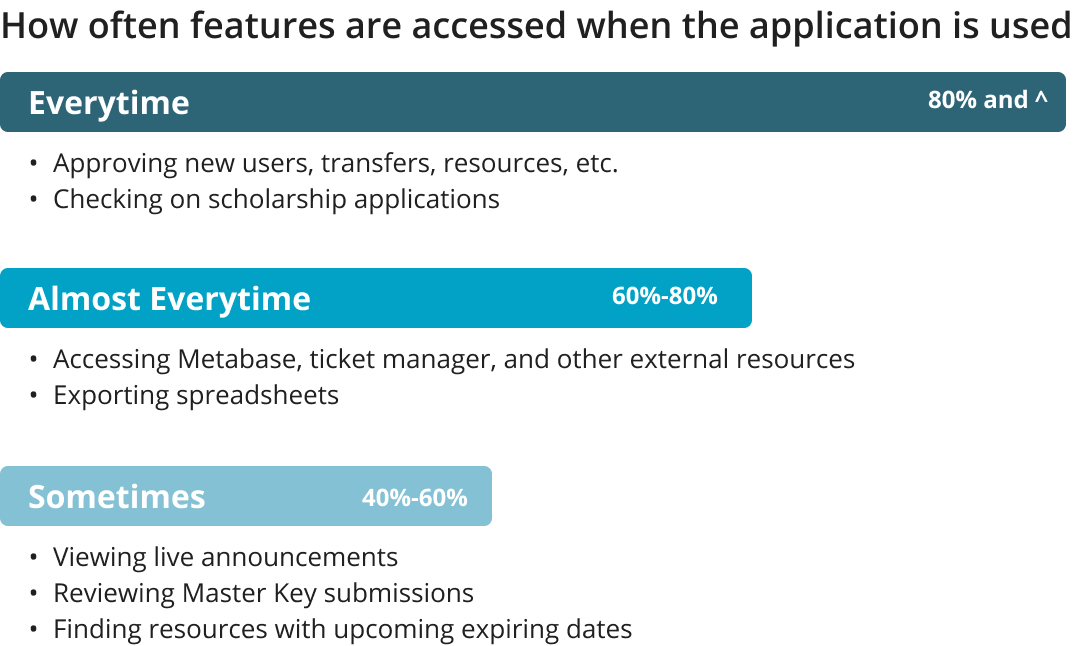 How often features are accessed when the application is used
Everytime 80% and ^
• Approving new users, transfers, resources, etc.
• Checking on scholarship applications
Almost Everytime 60%-80%
• Accessing Metabase, ticket manager, and other external resources
• Exporting spreadsheets
Sometimes 40%-60%
• Viewing live announcements
• Reviewing Master Key submissions
• Finding resources with upcoming expiring dates